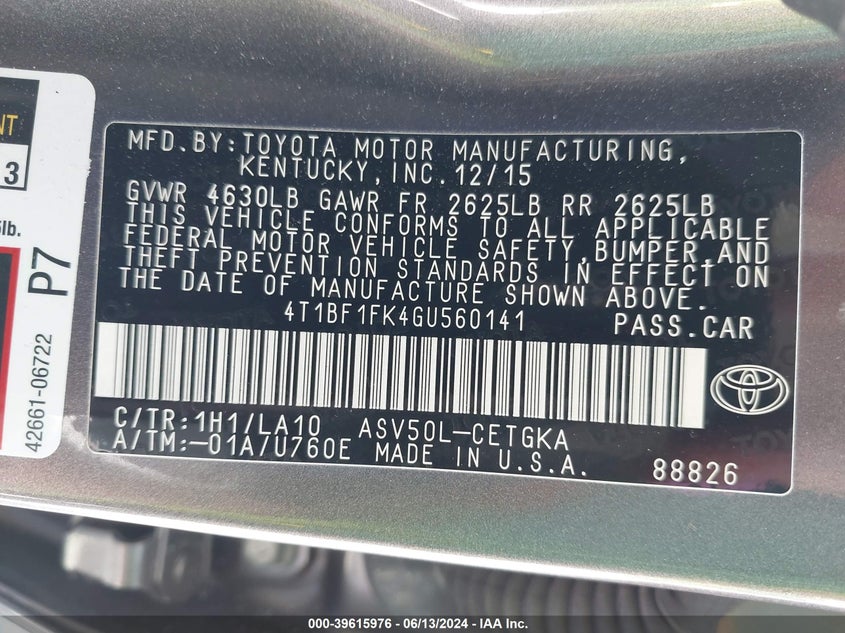 NT
3
5lb.
P7
42661-06722
MFD.BY:TOYOTA MOTOR MANUFACTURING,
KENTUCKY,INC.12/15
GVWR 4630LB GAWR FR 2625LB RR 2625LB
THIS VEHICLE CONFORMS TO ALL APPLICABLE
FEDERAL MOTOR VEHICLE SAFETY,BUMPER,AND
THEFT PREVENTION STANDARDS IN EFFECT ON
THE DATE OF MANUFACTURE SHOWN ABOVE.
4T1BF1FK4GU560141 PASS.CAR
C/TR:1H1/LA10 ASV50L-CETGKA
A/TM:-01A/U760E MADE IN U.S.A. 88826
000-39615976 - 06/13/2024 - IAA Inc.